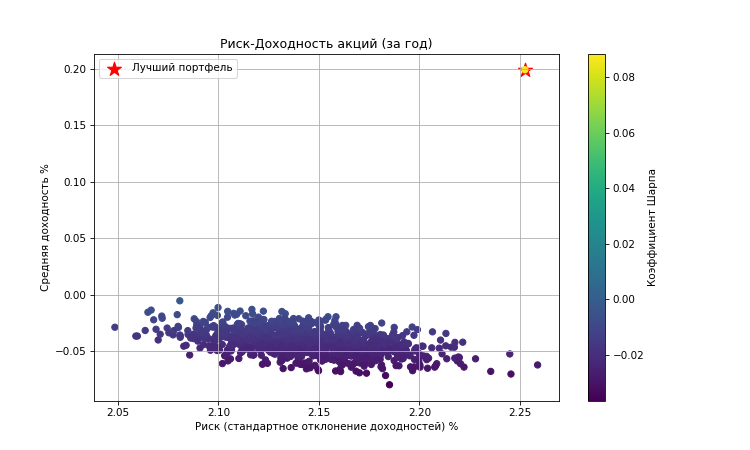 Риск-Доходность акций (за год)
Лучший портфель
Средняя доходность %
0.20
0.15
0.10
0.05
0.00
−0.05
2.05 2.10 2.15 2.20 2.25
Риск (стандартное отклонение доходностей) %
0.08
0.06
0.04
0.02
0.00
−0.02
Коэффициент Шарпа